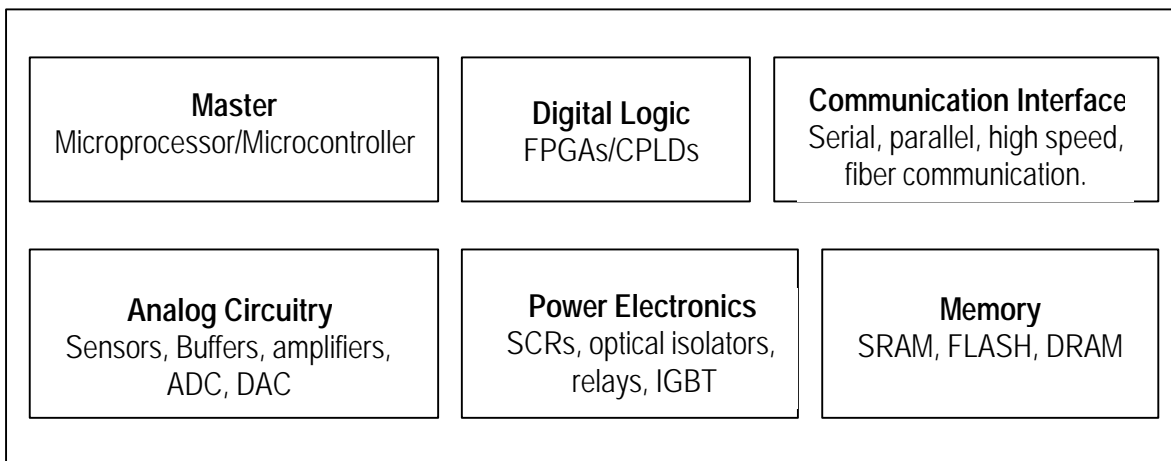 Master
Microprocessor/Microcontroller
Digital Logic
FPGAs/CPLDs
Communication Interface
Serial, parallel, high speed,
fiber communication.
Analog Circuitry
Sensors, Buffers, amplifiers,
ADC, DAC
Power Electronics
SCRs, optical isolators,
relays, IGBT
Memory
SRAM, FLASH, DRAM